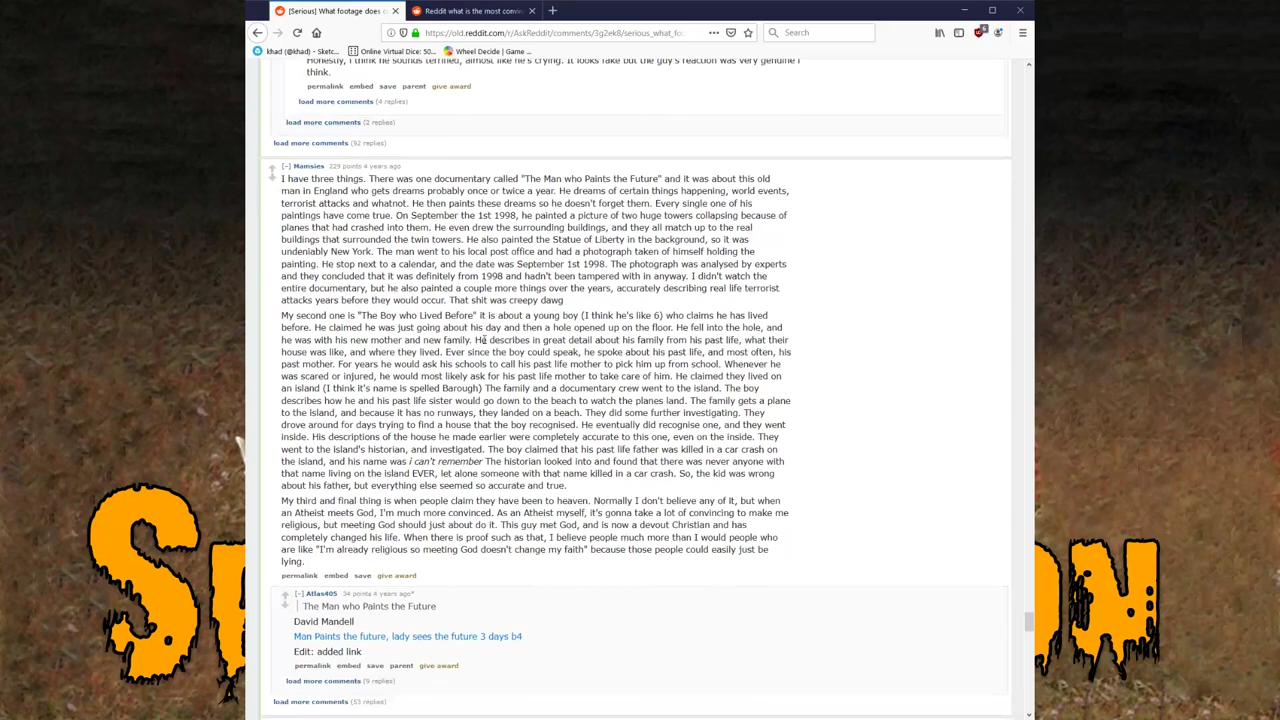 [Serious] What footage does c
Reddit what is the most convin
https://old.reddit.com/r/AskReddit/comments/3g2ek8/serious_what_fo
Search
6
khad (@khad) - Sketc...
Online Virtual Dice: 50...
Wheel Decide | Game ...
Honestly, I think he sounds terrified, almost like he's crying. It looks fake but the guy's reaction was very genuine I
think.
permalink embed save parent give award
load more comments (4 replies)
load more comments (2 replies)
load more comments (92 replies)
[-] Mamsies 229 points 4 years ago
I have three things. There was one documentary called "The Man who Paints the Future" and it was about this old
man in England who gets dreams probably once or twice a year. He dreams of certain things happening, world events,
terrorist attacks and whatnot. He then paints these dreams so he doesn't forget them. Every single one of his
paintings have come true. On September the 1st 1998, he painted a picture of two huge towers collapsing because of
planes that had crashed into them. He even drew the surrounding buildings, and they all match up to the real
buildings that surrounded the twin towers. He also painted the Statue of Liberty in the background, so it was
undeniably New York. The man went to his local post office and had a photograph taken of himself holding the
painting. He stop next to a calendar, and the date was September 1st 1998. The photograph was analysed by experts
and they concluded that it was definitely from 1998 and hadn't been tampered with in anyway. I didn't watch the
entire documentary, but he also painted a couple more things over the years, accurately describing real life terrorist
attacks years before they would occur. That shit was creepy dawg
My second one is "The Boy who Lived Before" it is about a young boy (I think he's like 6) who claims he has lived
before. He claimed he was just going about his day and then a hole opened up on the floor. He fell into the hole, and
he was with his new mother and new family. He describes in great detail about his family from his past life, what their
house was like, and where they lived. Ever since the boy could speak, he spoke about his past life, and most often, his
past mother. For years he would ask his schools to call his past life mother to pick him up from school. Whenever he
was scared or injured, he would most likely ask for his past life mother to take care of him. He claimed they lived on
an island (I think it's name is spelled Barough) The family and a documentary crew went to the island. The boy
describes how he and his past life sister would go down to the beach to watch the planes land. The family gets a plane
to the island, and because it has no runways, they landed on a beach. They did some further investigating. They
drove around for days trying to find a house that the boy recognised. He eventually did recognise one, and they went
inside. His descriptions of the house he made earlier were completely accurate to this one, even on the inside. They
went to the island's historian, and investigated. The boy claimed that his past life father was killed in a car crash on
the island, and his name was i can't remember The historian looked into and found that there was never anyone with
that name living on the island EVER, let alone someone with that name killed in a car crash. So, the kid was wrong
about his father, but everything else seemed so accurate and true.
My third and final thing is when people claim they have been to heaven. Normally I don't believe any of it, but when
an Atheist meets God, I'm much more convinced. As an Atheist myself, it's gonna take a lot of convincing to make me
religious, but meeting God should just about do it. This guy met God, and is now a devout Christian and has
completely changed his life. When there is proof such as that, I believe people much more than I would people who
are like "I'm already religious so meeting God doesn't change my faith" because those people could easily just be
lying.
permalink embed save give award
[-] Atlas405 34 points 4 years ago*
The Man who Paints the Future
David Mandell
Man Paints the future, lady sees the future 3 days b4
Edit: added link
permalink embed save parent give award
load more comments (9 replies)
load more comments (53 replies)